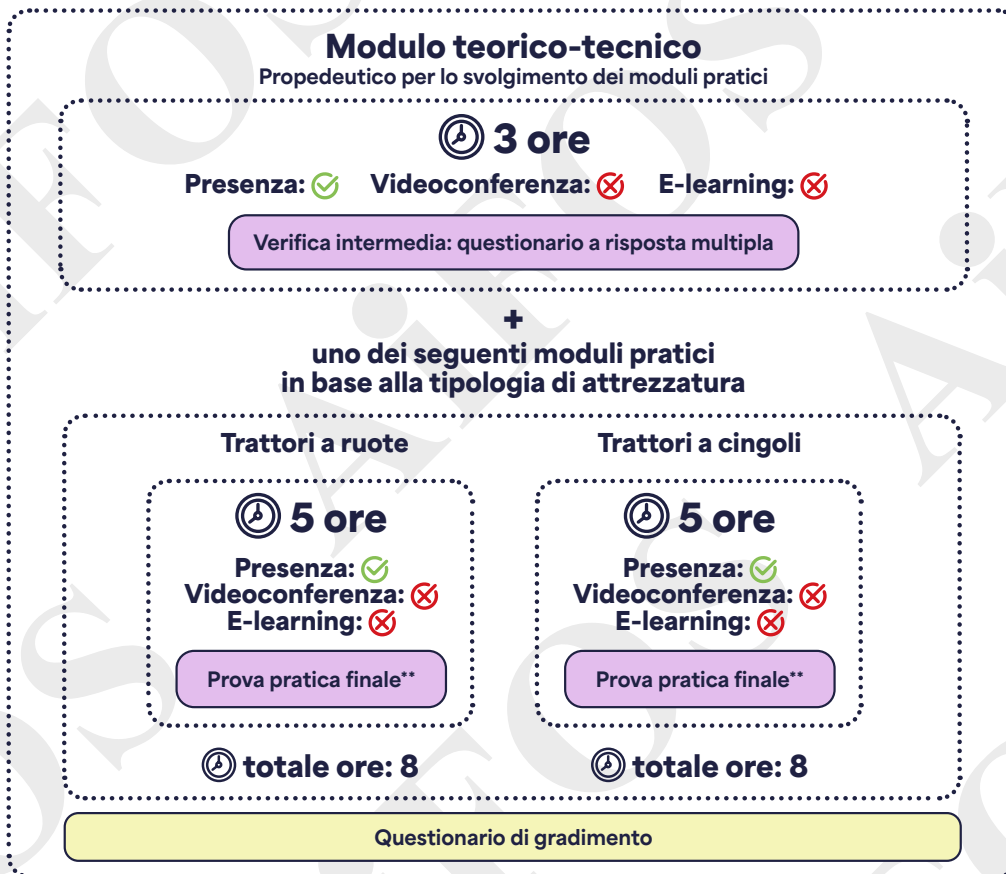 Modulo teorico-tecnico
Propedeutico per lo svolgimento dei moduli pratici
3 ore
Presenza: Videoconferenza: E-learning:
Verifica intermedia: questionario a risposta multipla
+
uno dei seguenti moduli pratici
in base alla tipologia di attrezzatura
Trattori a ruote
5 ore
Presenza:
Videoconferenza:
E-learning:
Prova pratica finale**
totale ore: 8
Trattori a cingoli
5 ore
Presenza:
Videoconferenza:
E-learning:
Prova pratica finale**
totale ore: 8
Questionario di gradimento
AiFOS